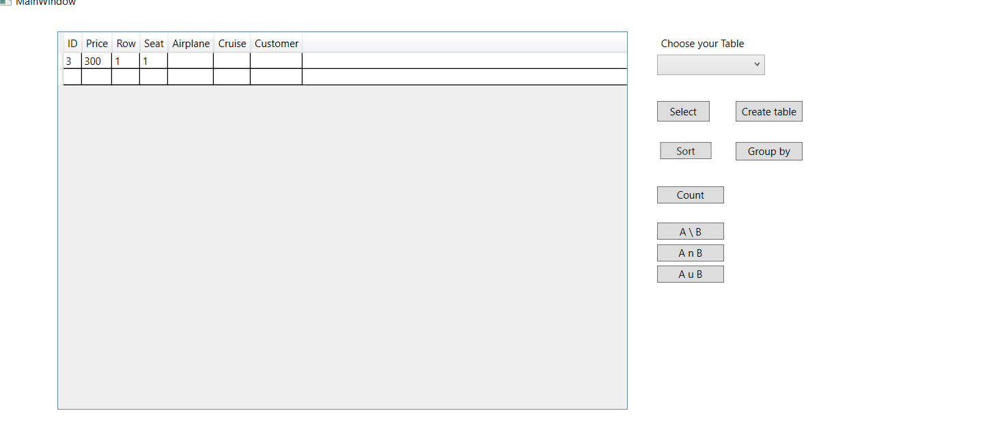 MainWindow
ID Price Row Seat Airplane Cruise Customer
3 300 1 1
Choose your Table
Select Create table
Sort Group by
Count
A \ B
A n B
A u B